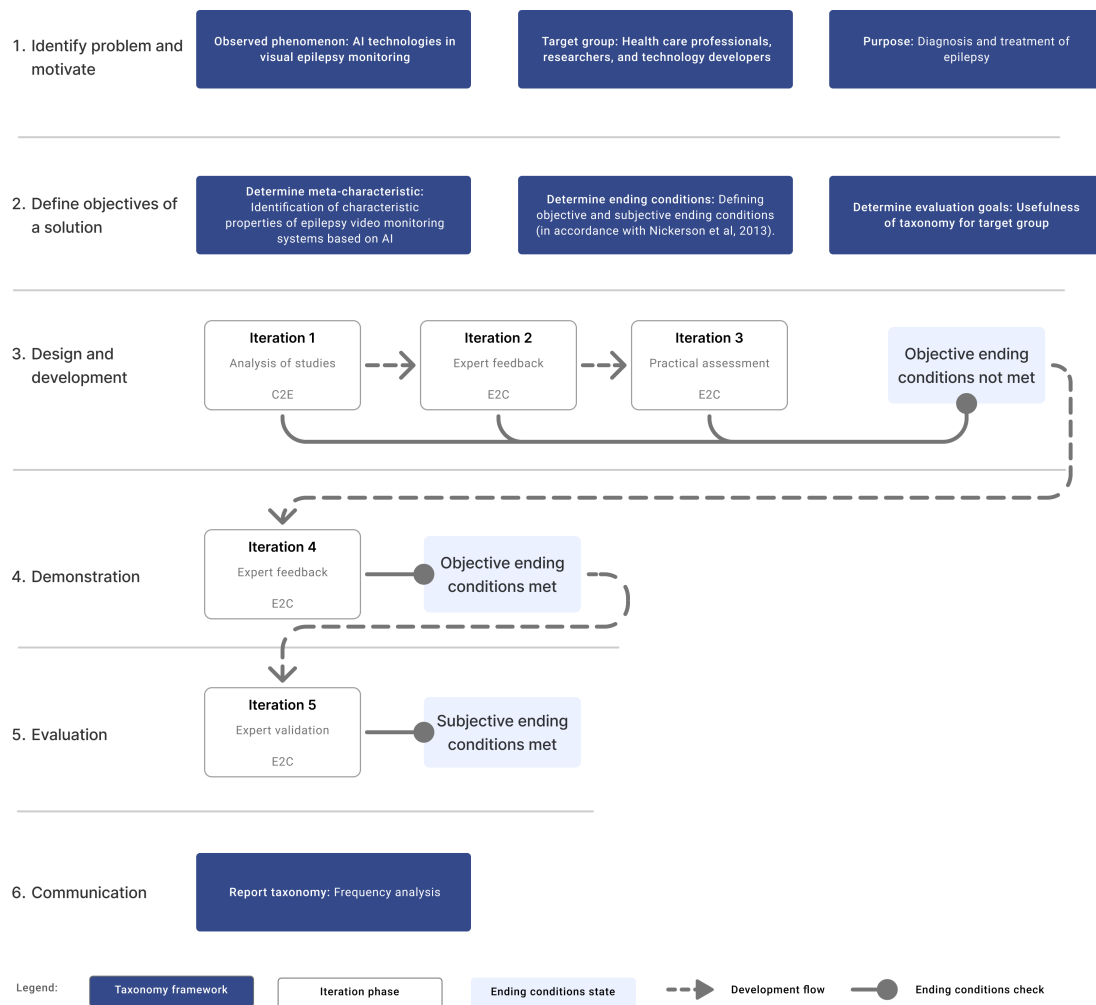 1. Identify problem and
motivate
Observed phenomenon: AI technologies in
visual epilepsy monitoring
Target group: Health care professionals,
researchers, and technology developers
Purpose: Diagnosis and treatment of
epilepsy
2. Define objectives of
a solution
Determine meta-characteristic:
Identification of characteristic
properties of epilepsy video monitoring
systems based on AI
Determine ending conditions: Defining
objective and subjective ending conditions
(in accordance with Nickerson et al, 2013).
Determine evaluation goals: Usefulness
of taxonomy for target group
3. Design and
development
Iteration 1
Analysis of studies
C2E
Iteration 2
Expert feedback
E2C
Iteration 3
Practical assessment
E2C
Objective ending
conditions not met
4. Demonstration
Iteration 4
Expert feedback
E2C
Objective ending
conditions met
5. Evaluation
Iteration 5
Expert validation
E2C
Subjective ending
conditions met
6. Communication
Report taxonomy: Frequency analysis
Legend:
Taxonomy framework
Iteration phase
Ending conditions state
Development flow
Ending conditions check